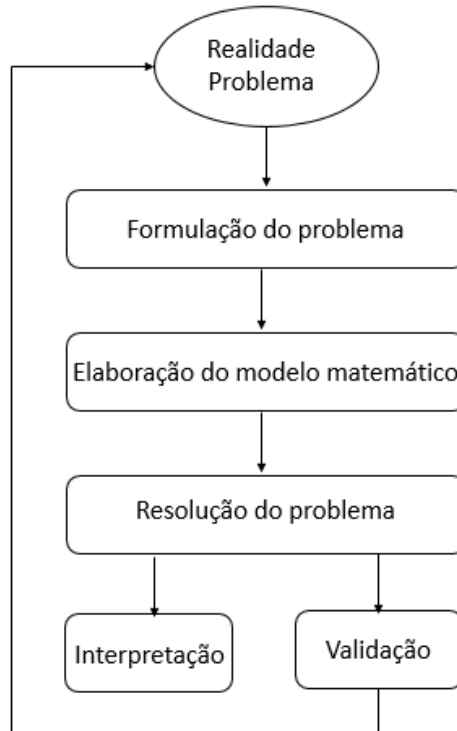 Realidade
Problema
Formulação do problema
Elaboração do modelo matemático
Resolução do problema
Interpretação
Validação